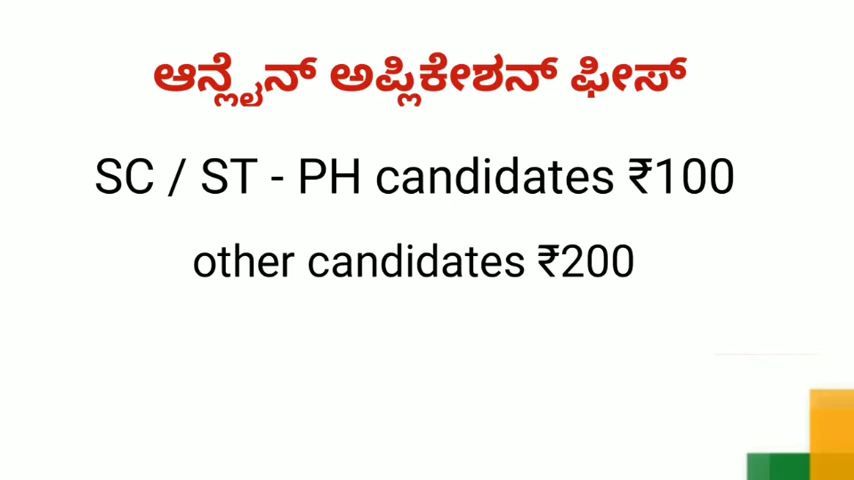 ಆನ್ಲೈನ್ ಅಪ್ಲಿಕೇಶನ್ ಫೀಸ್
SC / ST - PH candidates ₹100
other candidates ₹200